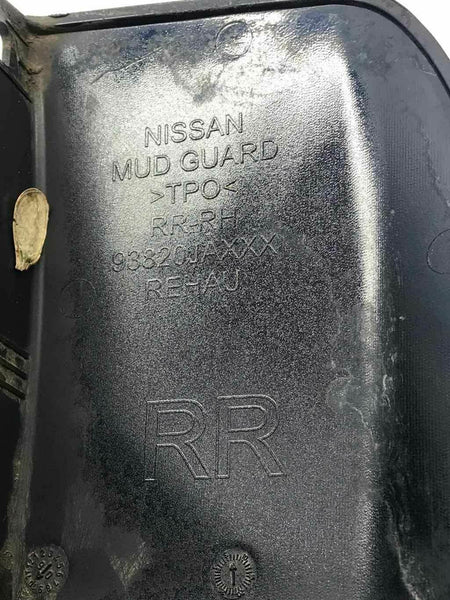 NISSAN
MUD GUARD
>TPO<
RR-RH
93820JAXXX
REHAU
RR